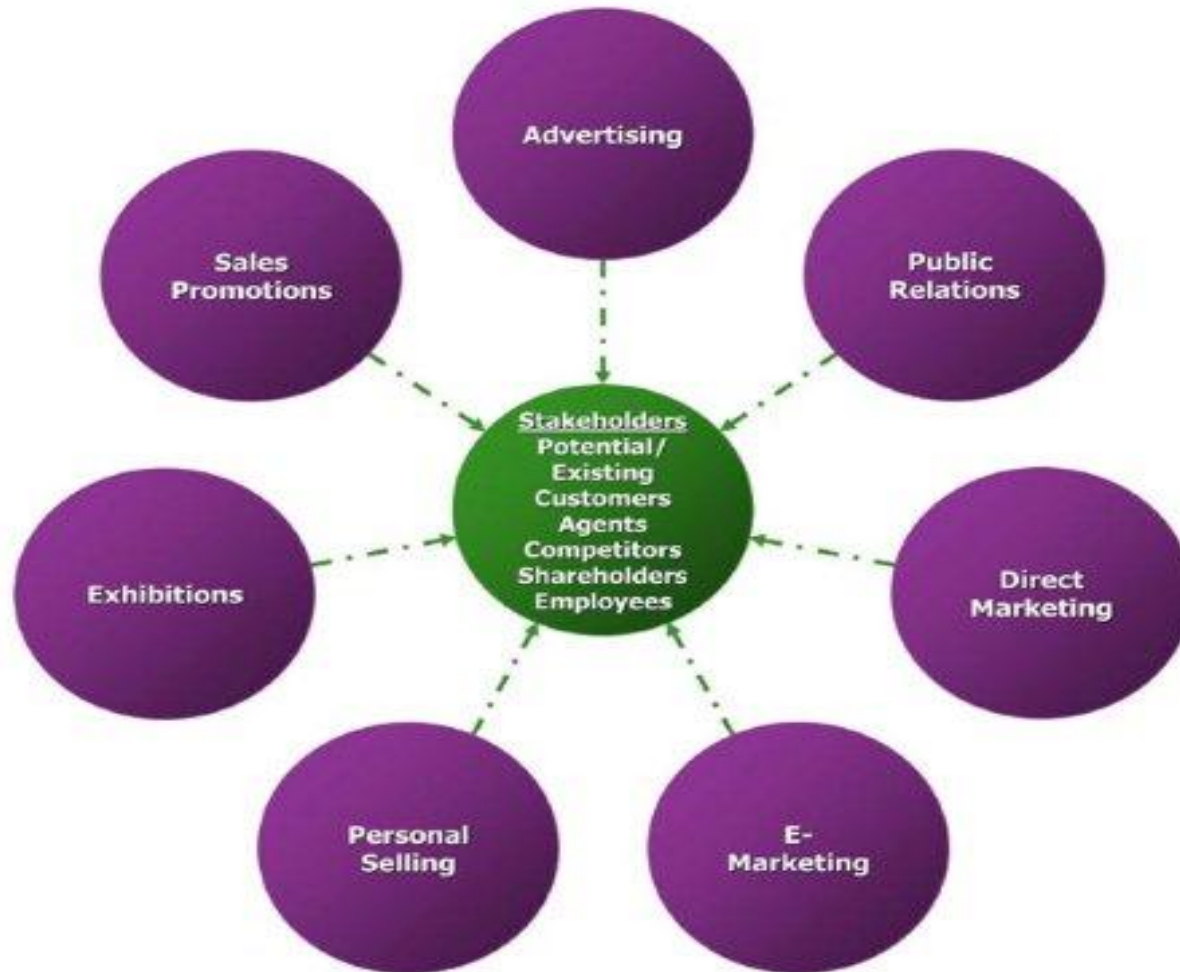 Advertising
Public
Relations
Direct
Marketing
E-
Marketing
Personal
Selling
Exhibitions
Sales
Promotions
Stakeholders
Potential/
Existing
Customers
Agents
Competitors
Shareholders
Employees